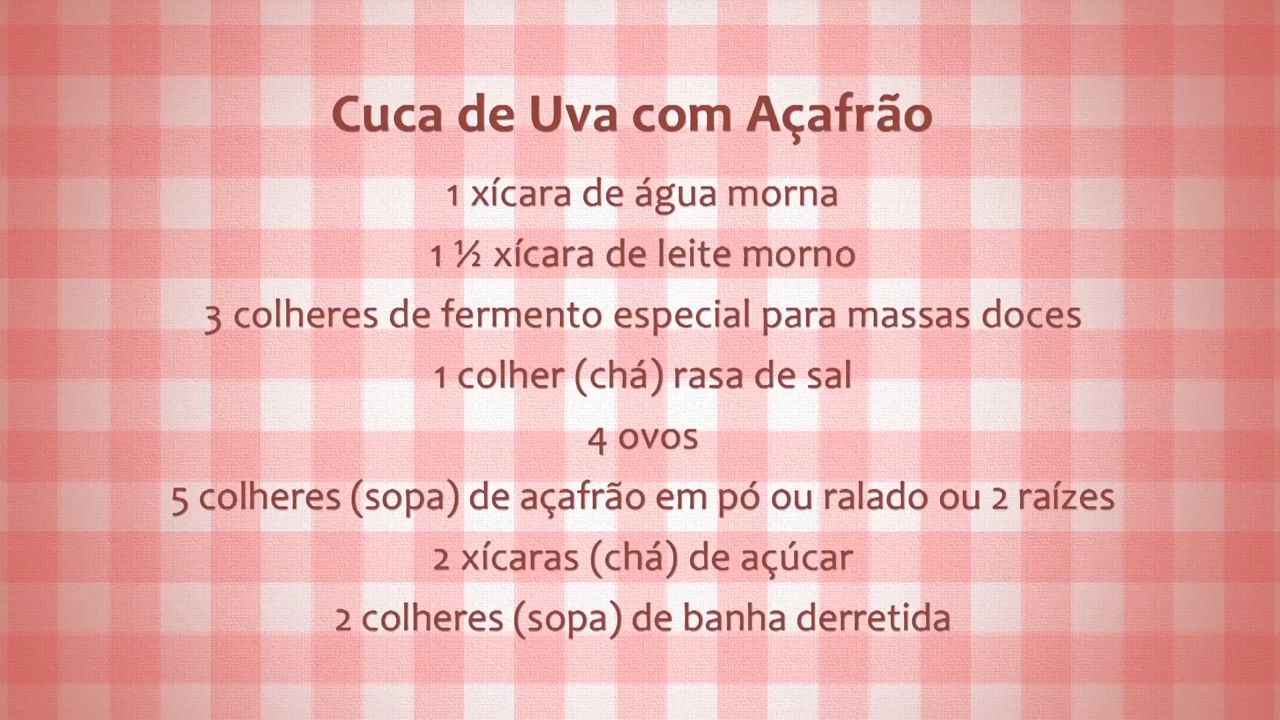 Cuca de Uva com Açafrão
1 xícara de água morna
1 ½ xícara de leite morno
3 colheres de fermento especial para massas doces
1 colher (chá) rasa de sal
4 ovos
5 colheres (sopa) de açafrão em pó ou ralado ou 2 raízes
2 xícaras (chá) de açúcar
2 colheres (sopa) de banha derretida